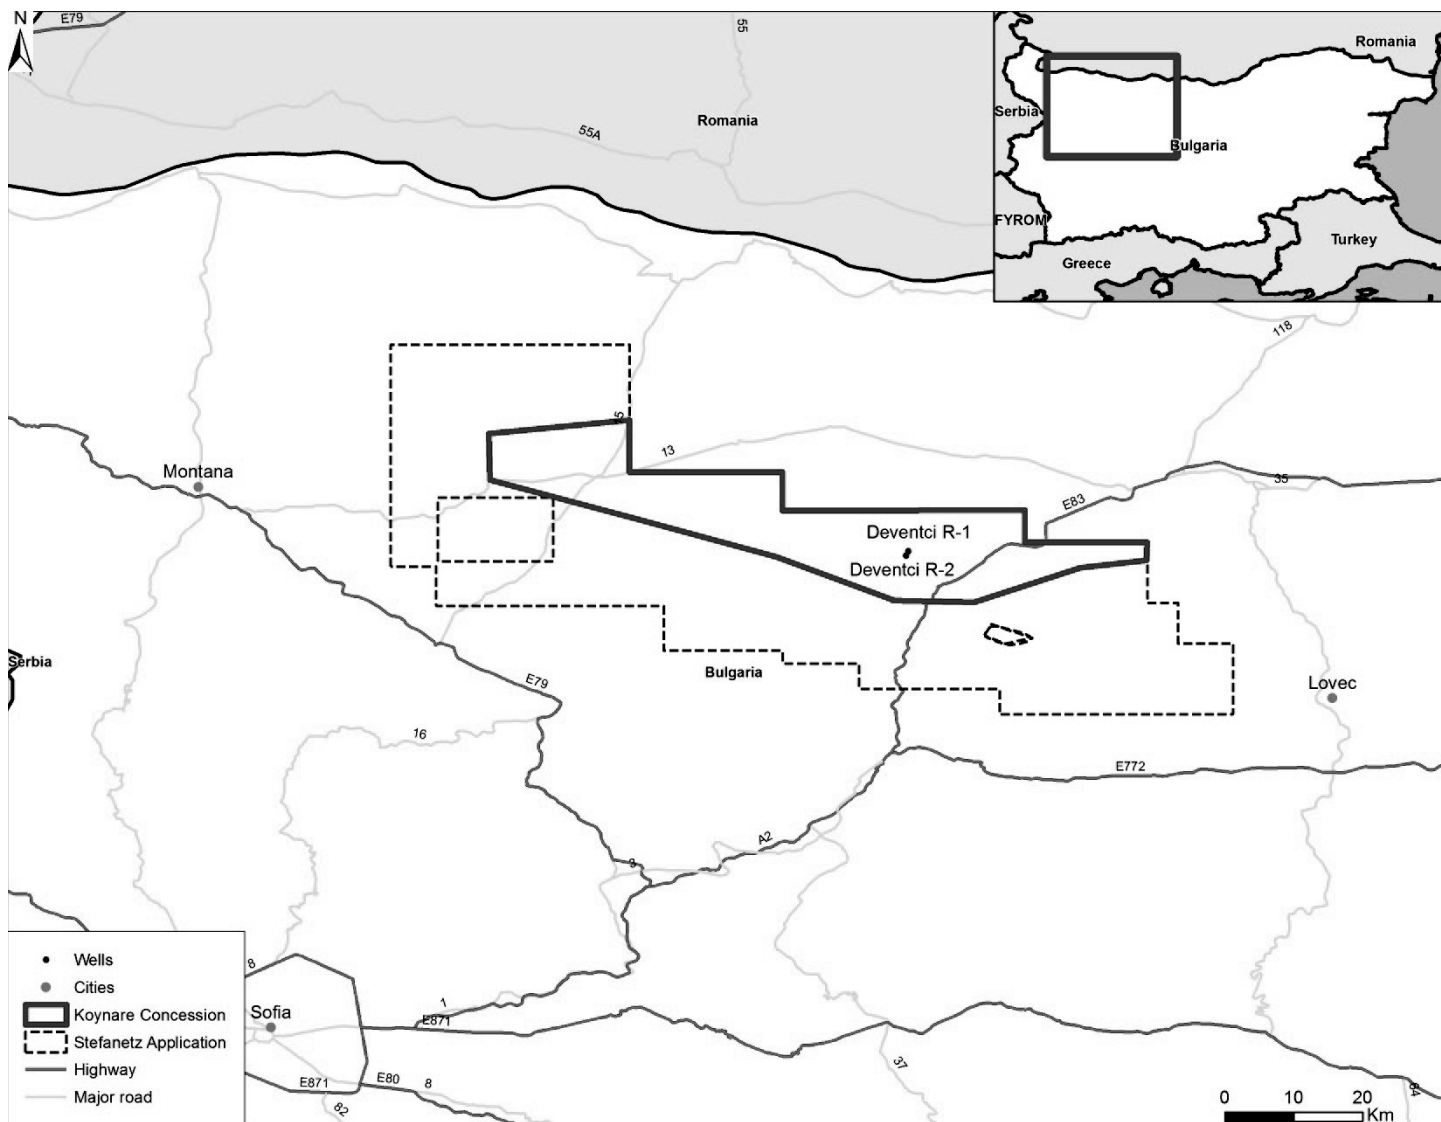 N
E79
55
Romania
55A
Romania
Serbia
Bulgaria
FYROM
Turkey
Greece
118
15
13
Montana
35
E83
Deventci R-1
Deventci R-2
Serbia
Bulgaria
E79
Lovec
16
E772
A2
3
Wells
Cities
Koynare Concession
Stefanetz Application
Highway
Major road
8
Sofia
1
E871
E871
E80
8
82
37
84
0 10 20
Km